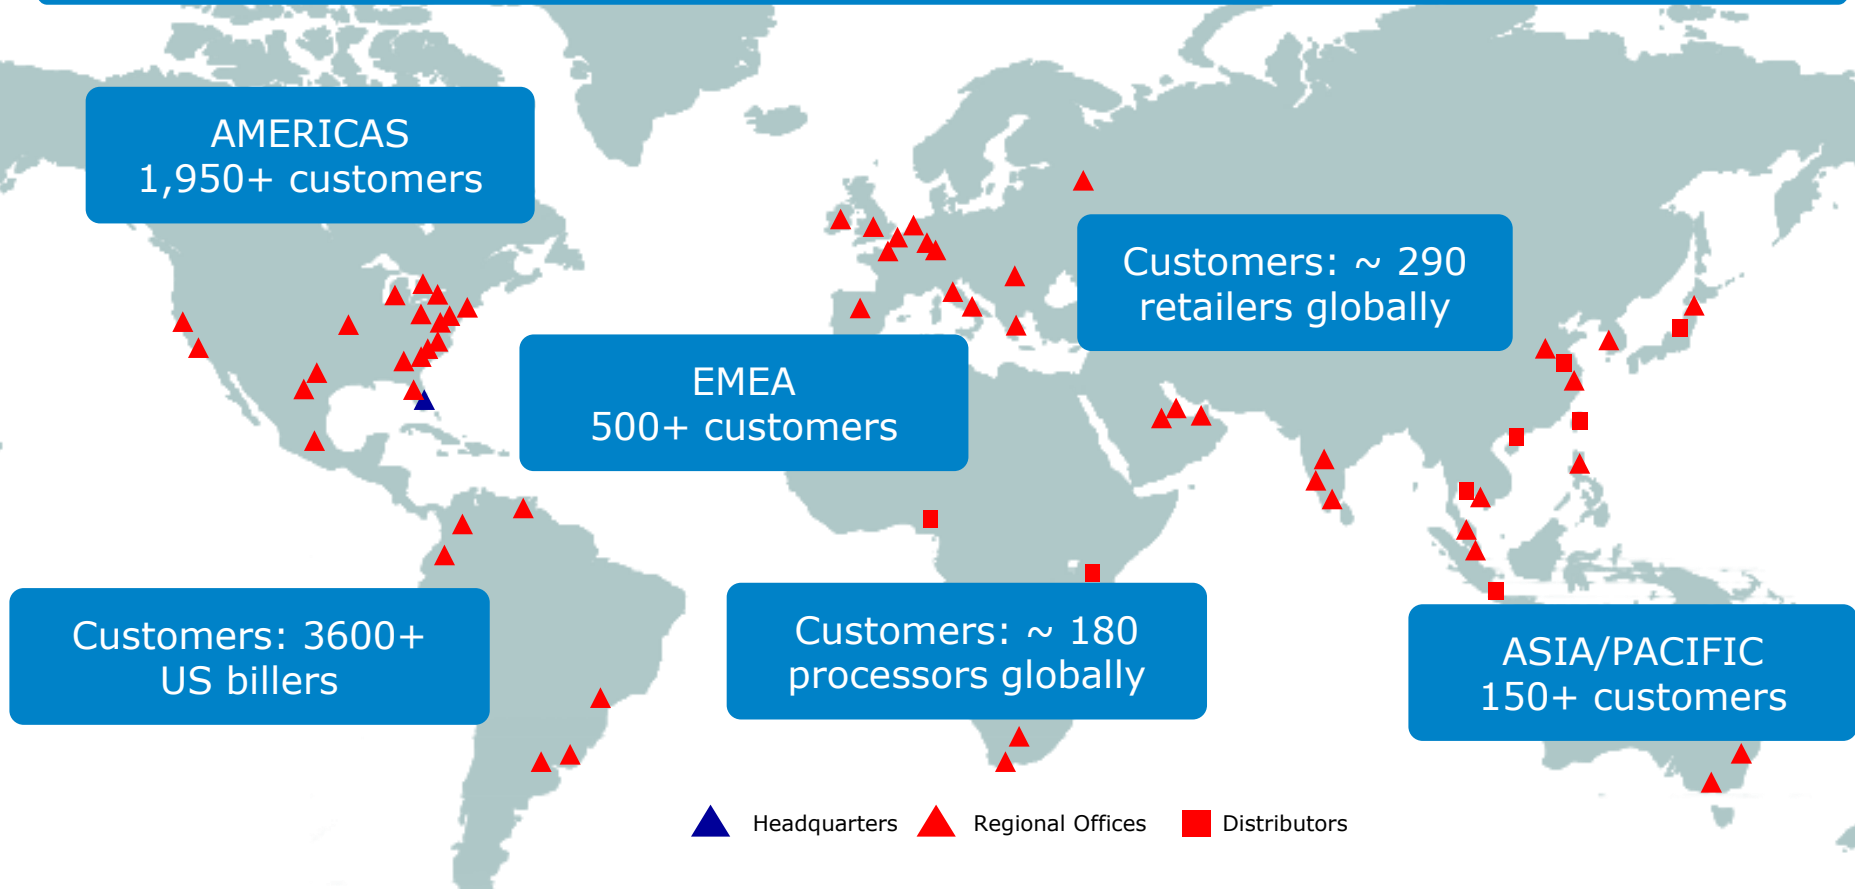 AMERICAS
1,950+ customers
Customers: ~ 290
retailers globally
EMEA
500+ customers
Customers: 3600+
US billers
Customers: ~ 180
processors globally
ASIA/PACIFIC
150+ customers
Headquarters
Regional Offices
Distributors